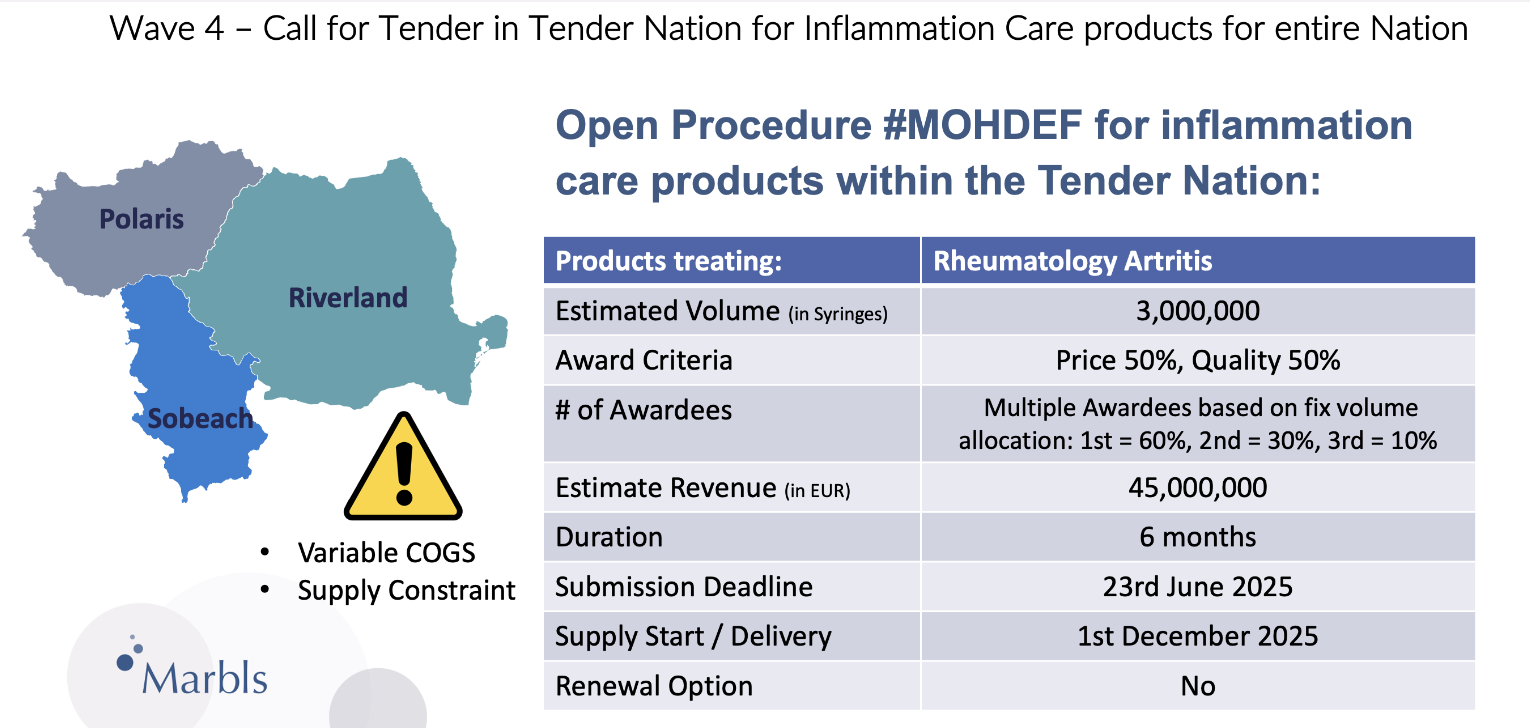 Wave 4 – Call for Tender in Tender Nation for Inflammation Care products for entire Nation
Polaris
Riverland
Sobeach
• Variable COGS
• Supply Constraint
Marbls
Open Procedure #MOHDEF for inflammation
care products within the Tender Nation:
Products treating: Rheumatology Artritis
Estimated Volume (in Syringes) 3,000,000
Award Criteria Price 50%, Quality 50%
# of Awardees Multiple Awardees based on fix volume
allocation: 1st = 60%, 2nd = 30%, 3rd = 10%
Estimate Revenue (in EUR) 45,000,000
Duration 6 months
Submission Deadline 23rd June 2025
Supply Start / Delivery 1st December 2025
Renewal Option No